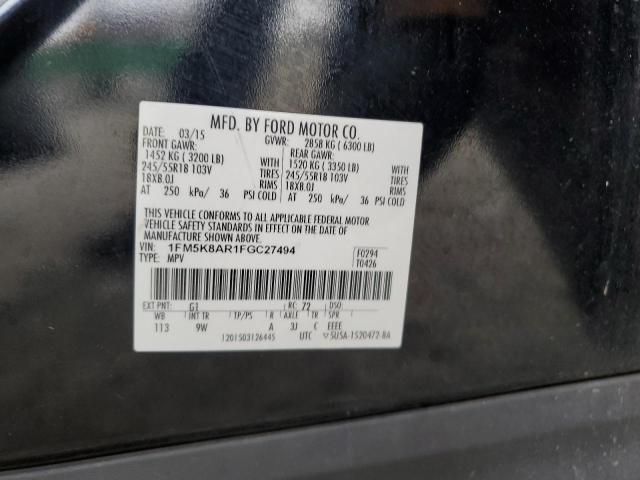 MFD. BY FORD MOTOR CO.
DATE: 03/15 GVWR: 2858 KG ( 6300 LB)
FRONT GAWR: REAR GAWR:
1452 KG ( 3200 LB) WITH 1520 KG ( 3350 LB) WITH
245/55R18 103V TIRES 245/55R18 103V TIRES
18X8.0J RIMS 18X8.0J RIMS
AT 250 kPa/ 36 PSI COLD AT 250 kPa/ 36 PSI COLD
THIS VEHICLE CONFORMS TO ALL APPLICABLE FEDERAL MOTOR
VEHICLE SAFETY STANDARDS IN EFFECT ON THE DATE OF
MANUFACTURE SHOWN ABOVE.
VIN: 1FM5K8AR1FGC27494 F0294
TYPE: MPV T0426
EXT PNT: G1 RC: 72 DSO:
WB INT TR TP/PS R AXLE TR SPR
113 9W A 3J C EEEE
1201503126445 UTC ▽5U5A-1520472-BA